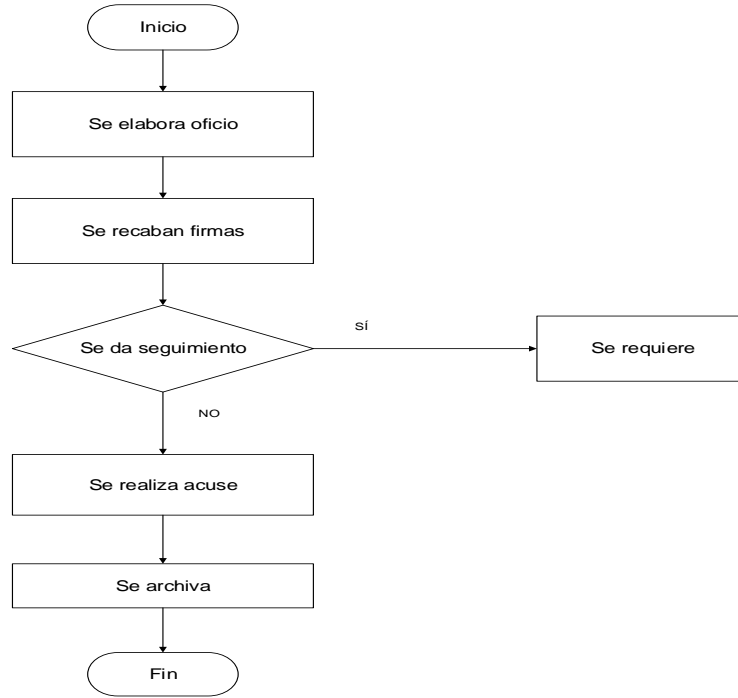 Inicio
Se elabora oficio
Se recaban firmas
Se da seguimiento
SÍ
Se requiere
NO
Se realiza acuse
Se archiva
Fin